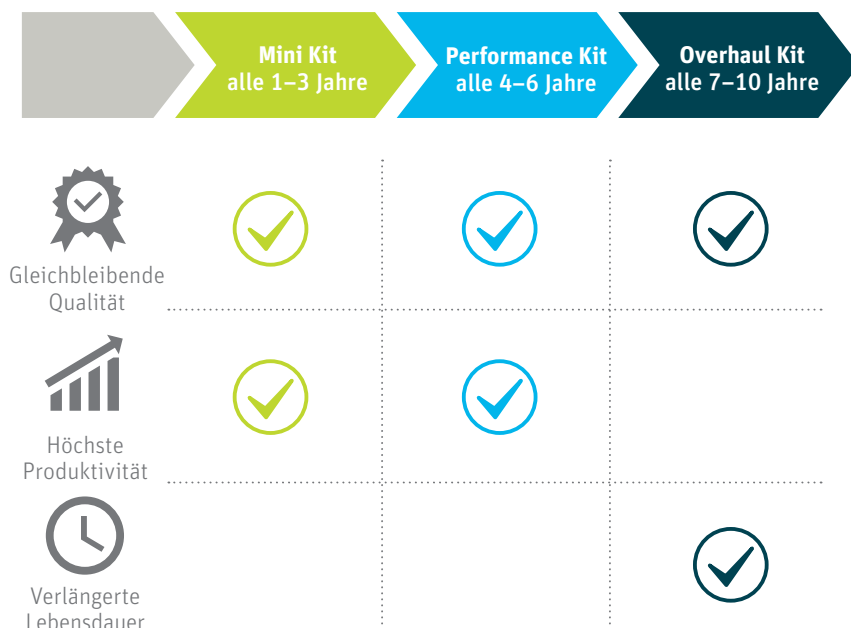 Mini Kit
alle 1–3 Jahre
Performance Kit
alle 4–6 Jahre
Overhaul Kit
alle 7–10 Jahre
Gleichbleibende
Qualität
Höchste
Produktivität
Verlängerte
Lebensdauer